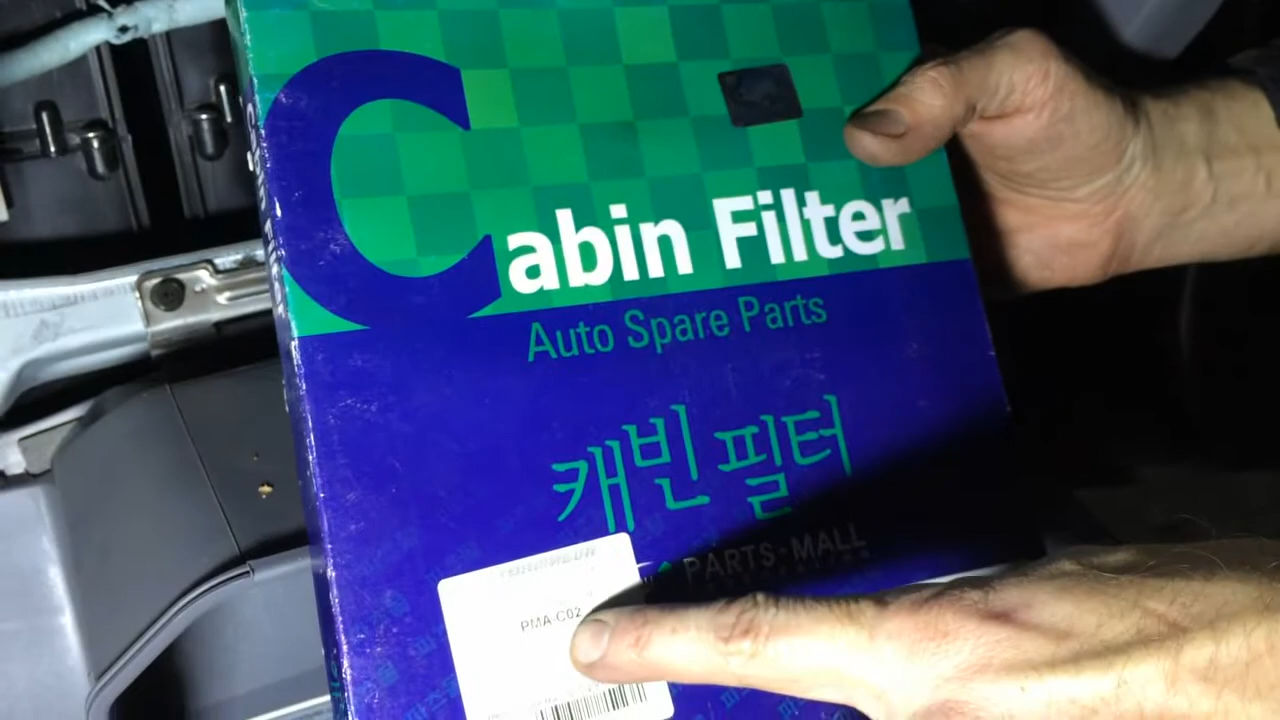 Cabin Filter
Auto Spare Parts
캐빈 필터
PARTS-MALL
PMA-C02